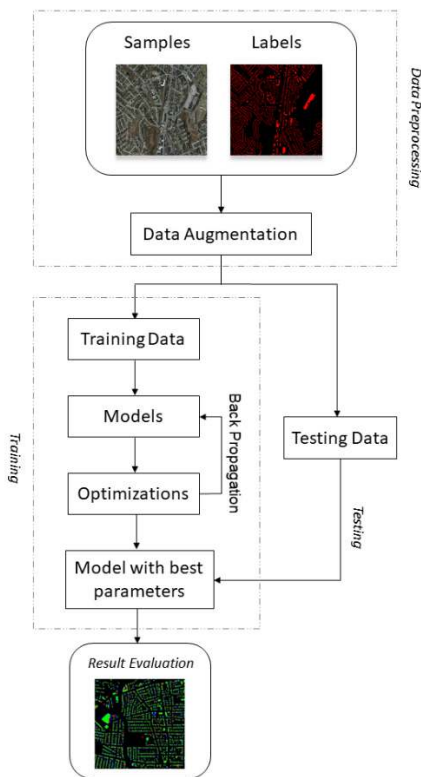 Samples
Labels
Data Preprocessing
Data Augmentation
Training Data
Models
Back Propagation
Optimizations
Training
Testing Data
Testing
Model with best
parameters
Result Evaluation